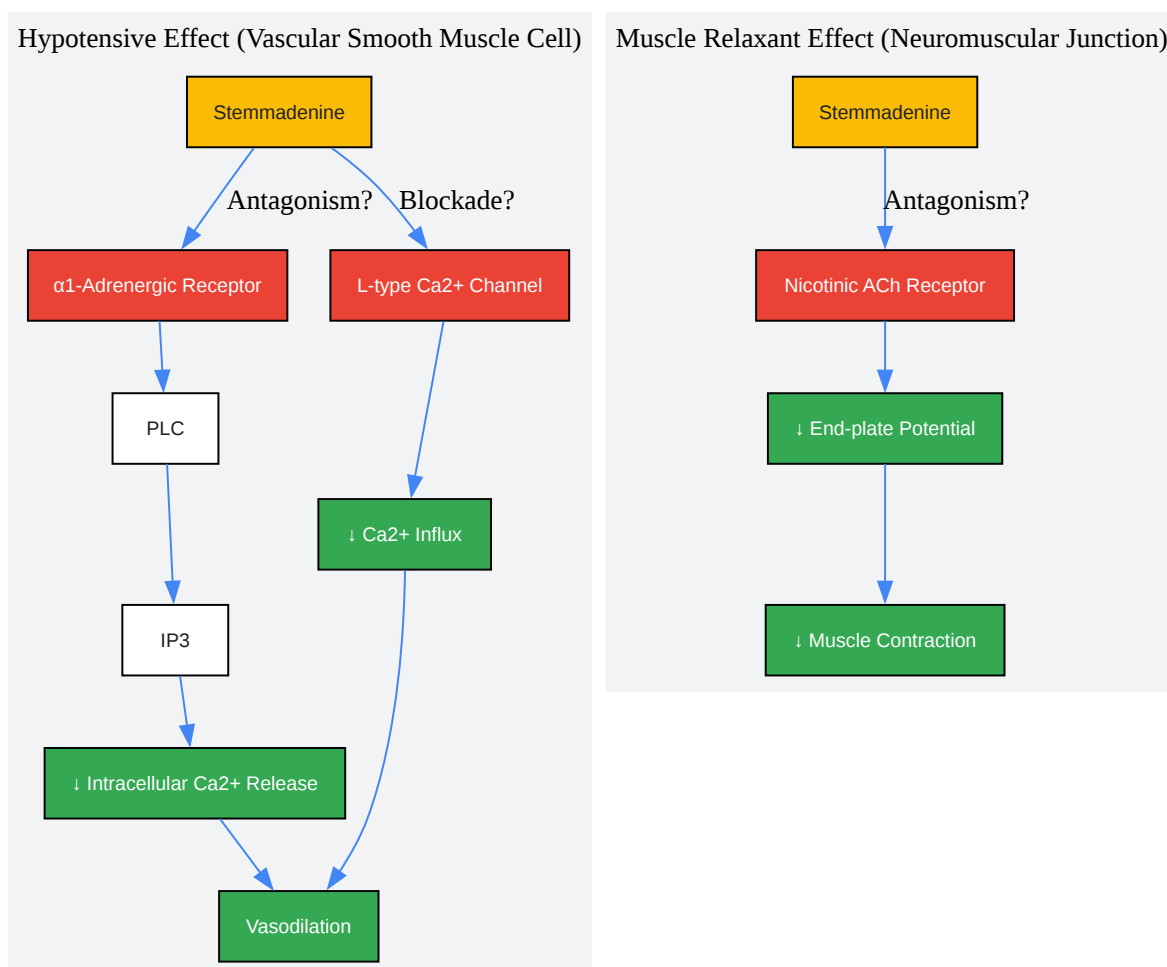 Hypotensive Effect (Vascular Smooth Muscle Cell)
Stemmadenine
Antagonism?
Blockade?
α1-Adrenergic Receptor
L-type Ca2+ Channel
PLC
↓ Ca2+ Influx
IP3
↓ Intracellular Ca2+ Release
Vasodilation
Muscle Relaxant Effect (Neuromuscular Junction)
Stemmadenine
Antagonism?
Nicotinic ACh Receptor
↓ End-plate Potential
↓ Muscle Contraction